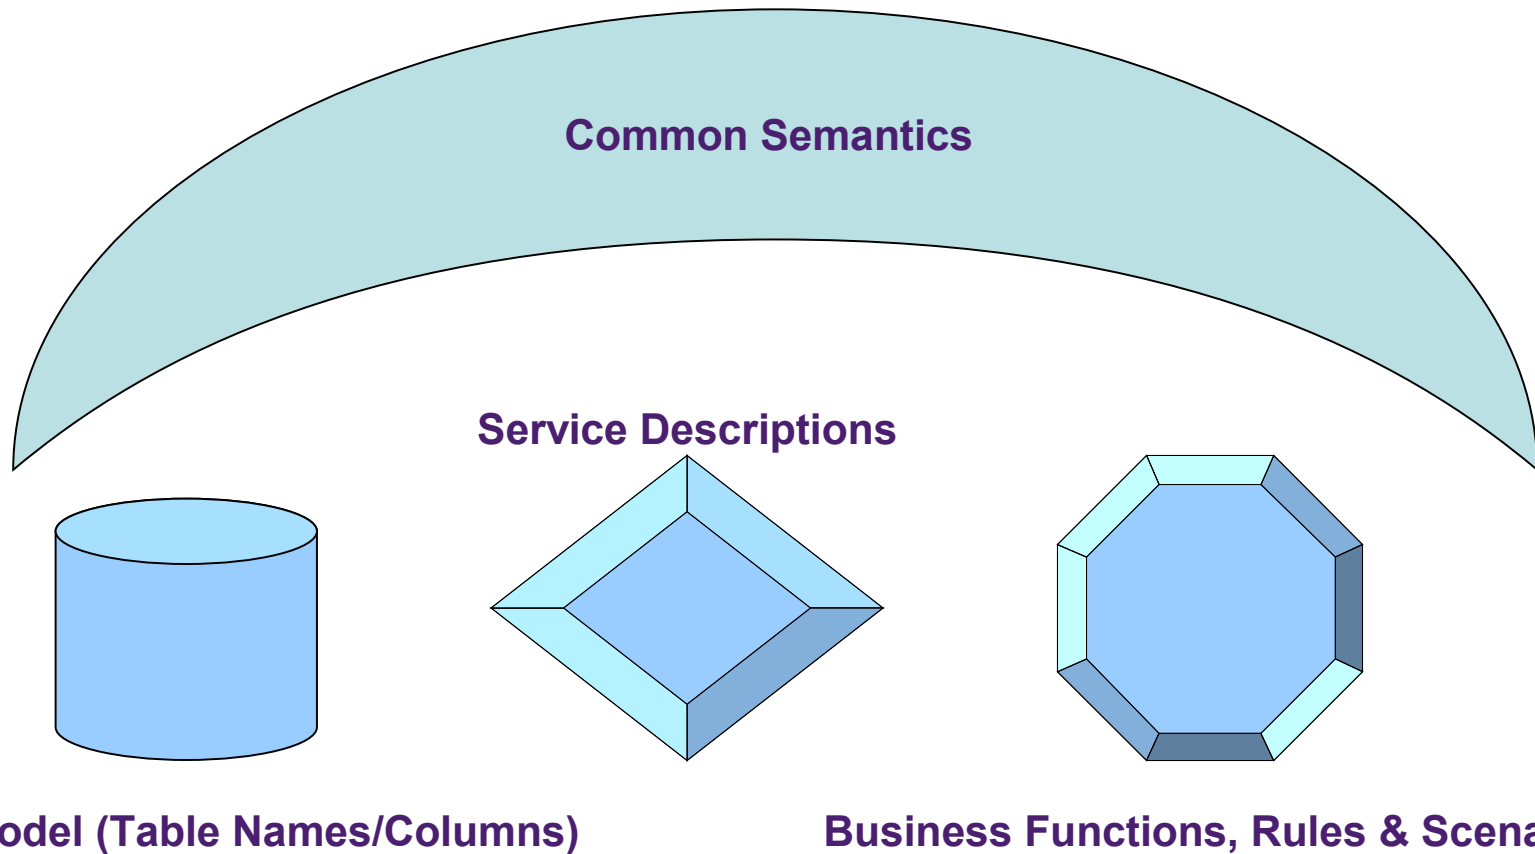 Common Semantics
Service Descriptions
odel (Table Names/Columns)
Business Functions, Rules & Scena